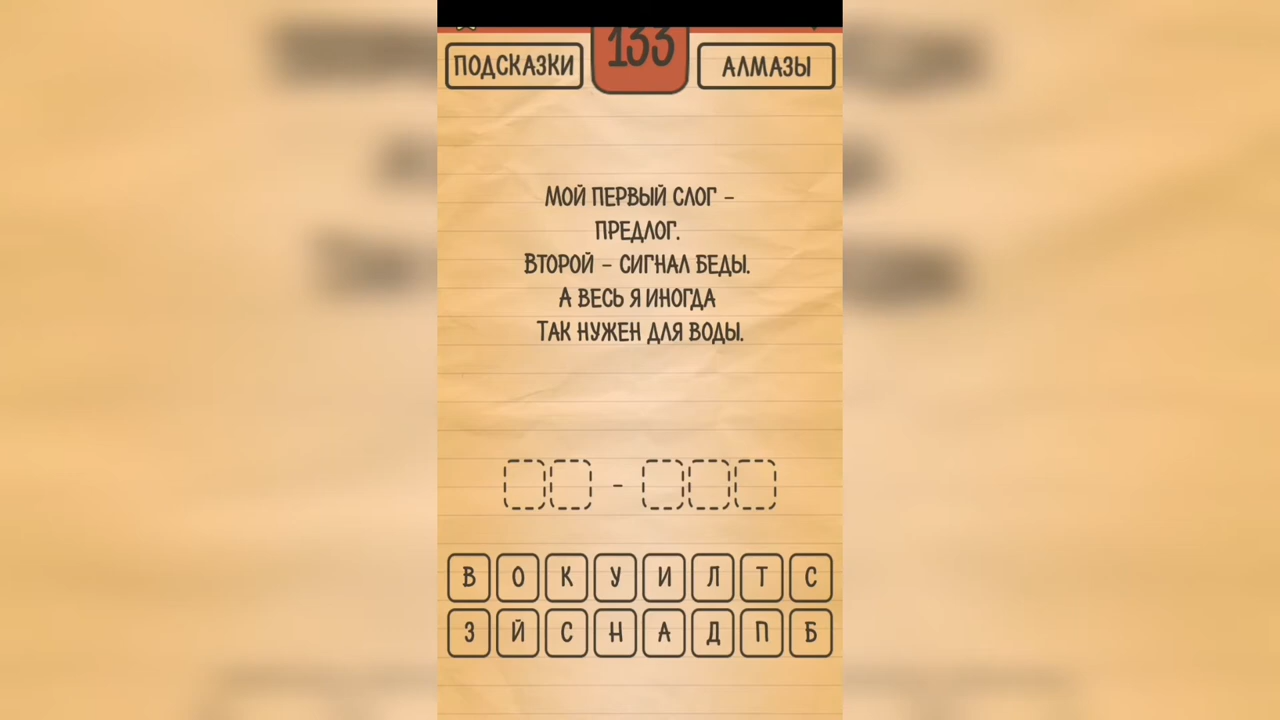 133
ПОДСКАЗКИ
АЛМАЗЫ
МОЙ ПЕРВЫЙ СЛОГ –
ПРЕДЛОГ.
ВТОРОЙ – СИГНАЛ БЕДЫ.
А ВЕСЬ Я ИНОГДА
ТАК НУЖЕН ДЛЯ ВОДЫ.
-
В О К У И Л Т С
З Й С Н А Д П Б